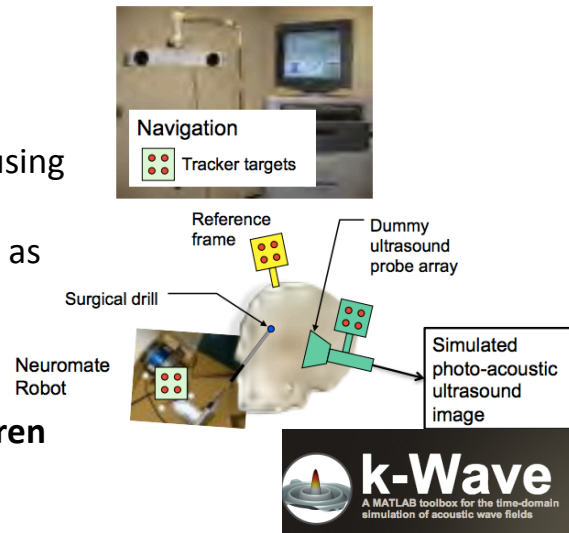 Navigation
Tracker targets
using
as
Reference
frame
Dummy
ultrasound
probe array
Surgical drill
Neuromate
Robot
Simulated
photo-acoustic
ultrasound
image
ren
k-Wave
A MATLAB toolbox for the time-domain
simulation of acoustic wave fields